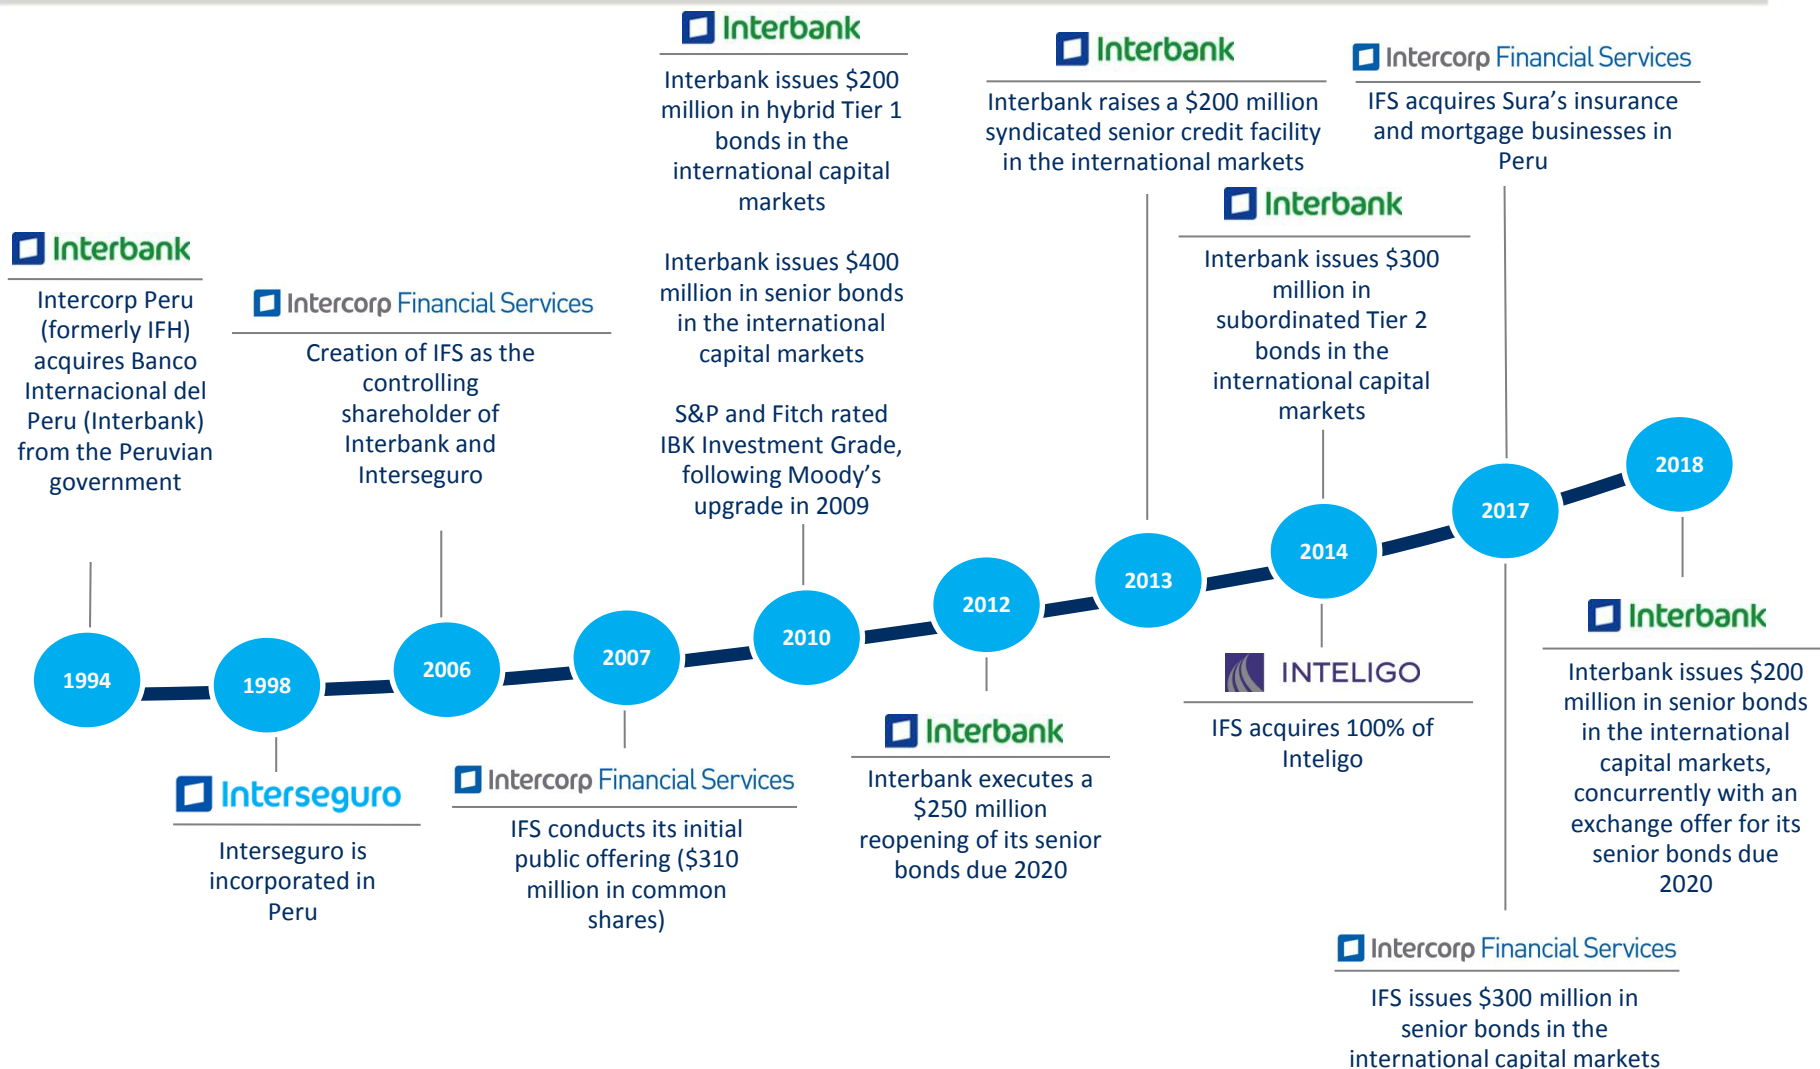 Interbank
Intercorp Peru
(formerly IFH)
acquires Banco
Internacional del
Peru (Interbank)
from the Peruvian
government
1994
1998
Interseguro
Interseguro is
incorporated in
Peru
Intercorp Financial Services
Creation of IFS as the
controlling
shareholder of
Interbank and
Interseguro
2006
2007
Intercorp Financial Services
IFS conducts its initial
public offering ($310
million in common
shares)
Interbank
Interbank issues $200
million in hybrid Tier 1
bonds in the
international capital
markets
Interbank issues $400
million in senior bonds
in the international
capital markets
S&P and Fitch rated
IBK Investment Grade,
following Moody’s
upgrade in 2009
2010
2012
Interbank
Interbank executes a
$250 million
reopening of its senior
bonds due 2020
Interbank
Interbank raises a $200 million
syndicated senior credit facility
in the international markets
2013
Interbank
Interbank issues $300
million in
subordinated Tier 2
bonds in the
international capital
markets
2014
INTELIGO
IFS acquires 100% of
Inteligo
Intercorp Financial Services
IFS acquires Sura’s insurance
and mortgage businesses in
Peru
2017
Intercorp Financial Services
IFS issues $300 million in
senior bonds in the
international capital markets
2018
Interbank
Interbank issues $200
million in senior bonds
in the international
capital markets,
concurrently with an
exchange offer for its
senior bonds due
2020